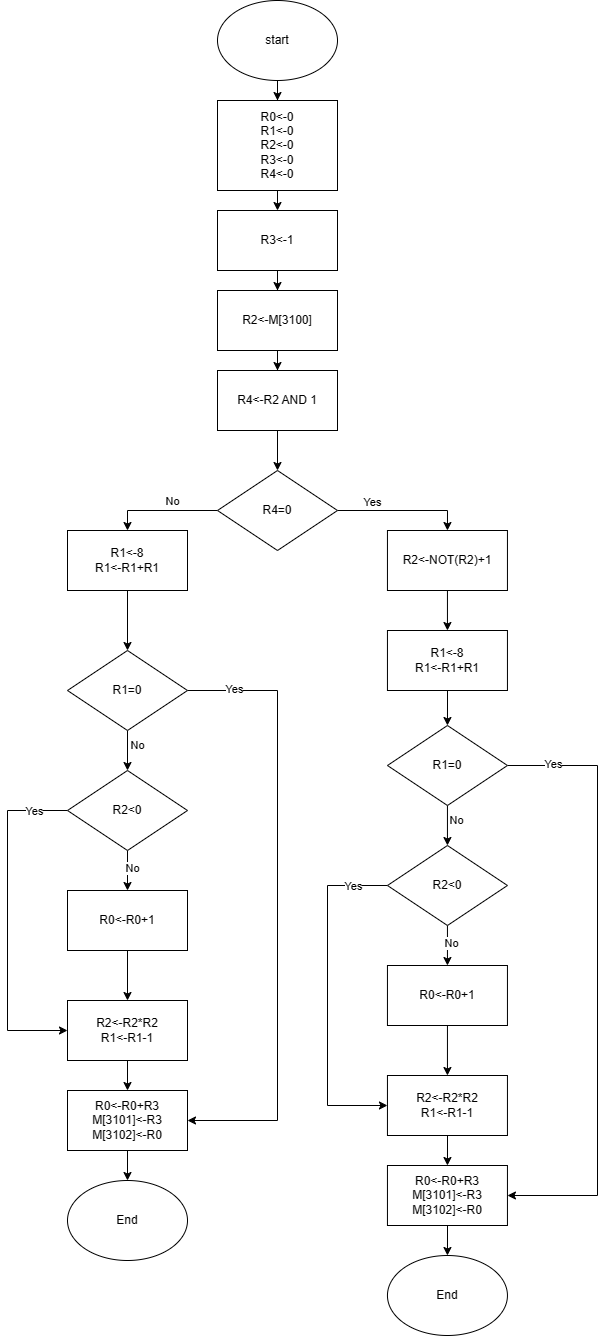 start
R0<-0
R1<-0
R2<-0
R3<-0
R4<-0
R3<-1
R2<-M[3100]
R4<-R2 AND 1
R4=0
No
Yes
R1<-8
R1<-R1+R1
R1=0
Yes
No
R2<0
Yes
No
R0<-R0+1
R2<-R2*R2
R1<-R1-1
R0<-R0+R3
M[3101]<-R3
M[3102]<-R0
End
R2<-NOT(R2)+1
R1<-8
R1<-R1+R1
R1=0
Yes
No
R2<0
Yes
No
R0<-R0+1
R2<-R2*R2
R1<-R1-1
R0<-R0+R3
M[3101]<-R3
M[3102]<-R0
End